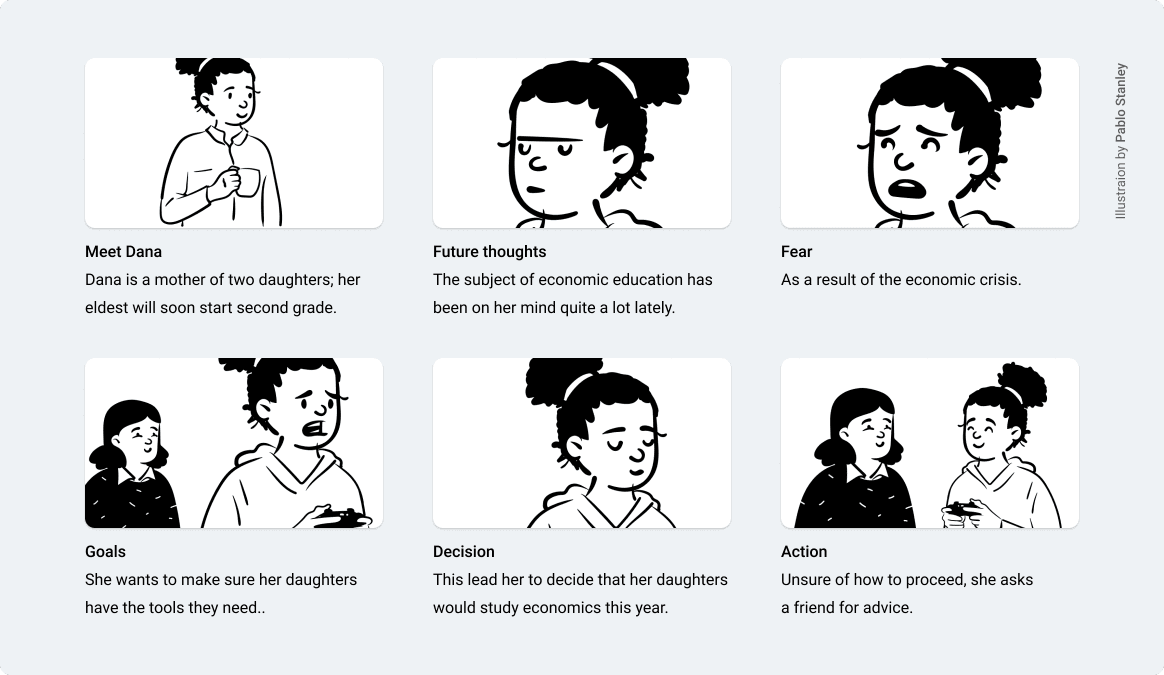 Meet Dana
Dana is a mother of two daughters; her
eldest will soon start second grade.
Future thoughts
The subject of economic education has
been on her mind quite a lot lately.
Fear
As a result of the economic crisis.
Illustraion by Pablo Stanley
Goals
She wants to make sure her daughters
have the tools they need..
Decision
This lead her to decide that her daughters
would study economics this year.
Action
Unsure of how to proceed, she asks
a friend for advice.